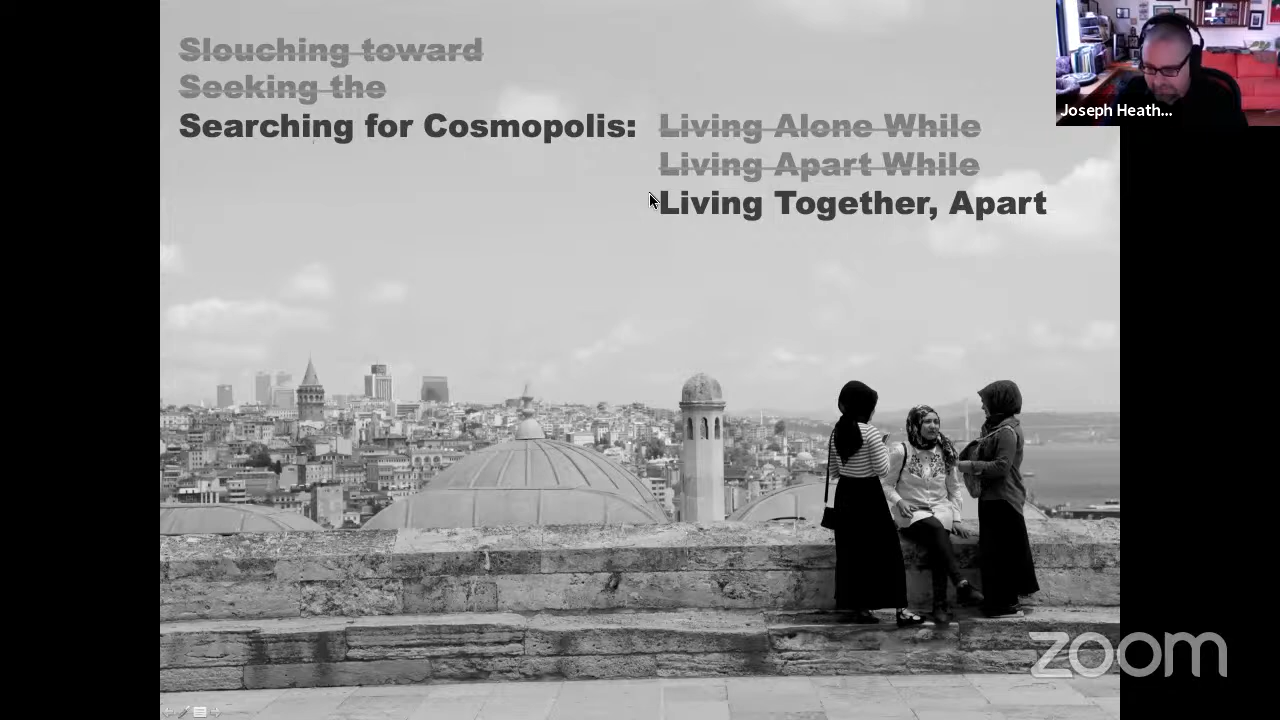 Slouching toward
Seeking the
Searching for Cosmopolis:
Living Alone While
Living Apart While
Living Together, Apart
Joseph Heath...
zoom